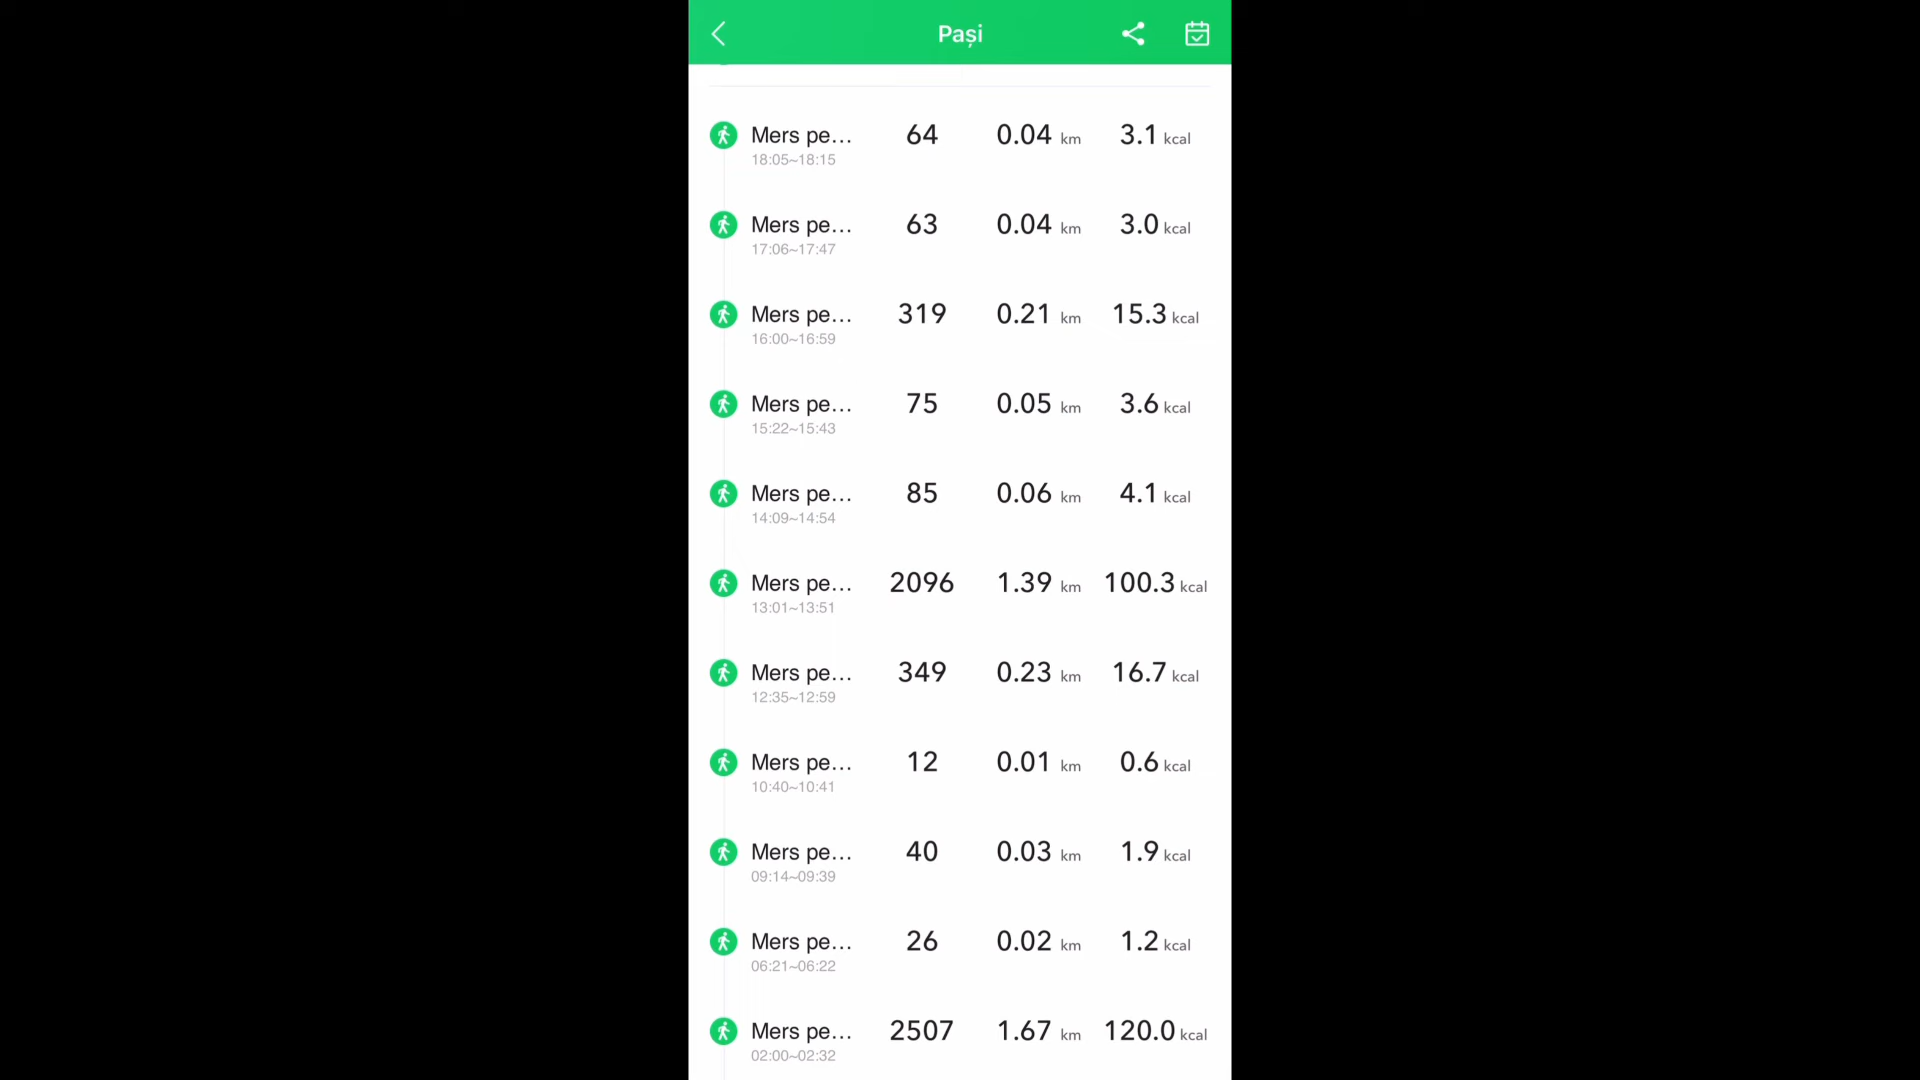 Pași
Mers pe... 64 0.04 km 3.1 kcal
18:05~18:15
Mers pe... 63 0.04 km 3.0 kcal
17:06~17:47
Mers pe... 319 0.21 km 15.3 kcal
16:00~16:59
Mers pe... 75 0.05 km 3.6 kcal
15:22~15:43
Mers pe... 85 0.06 km 4.1 kcal
14:09~14:54
Mers pe... 2096 1.39 km 100.3 kcal
13:01~13:51
Mers pe... 349 0.23 km 16.7 kcal
12:35~12:59
Mers pe... 12 0.01 km 0.6 kcal
10:40~10:41
Mers pe... 40 0.03 km 1.9 kcal
09:14~09:39
Mers pe... 26 0.02 km 1.2 kcal
06:21~06:22
Mers pe... 2507 1.67 km 120.0 kcal
02:00~02:32